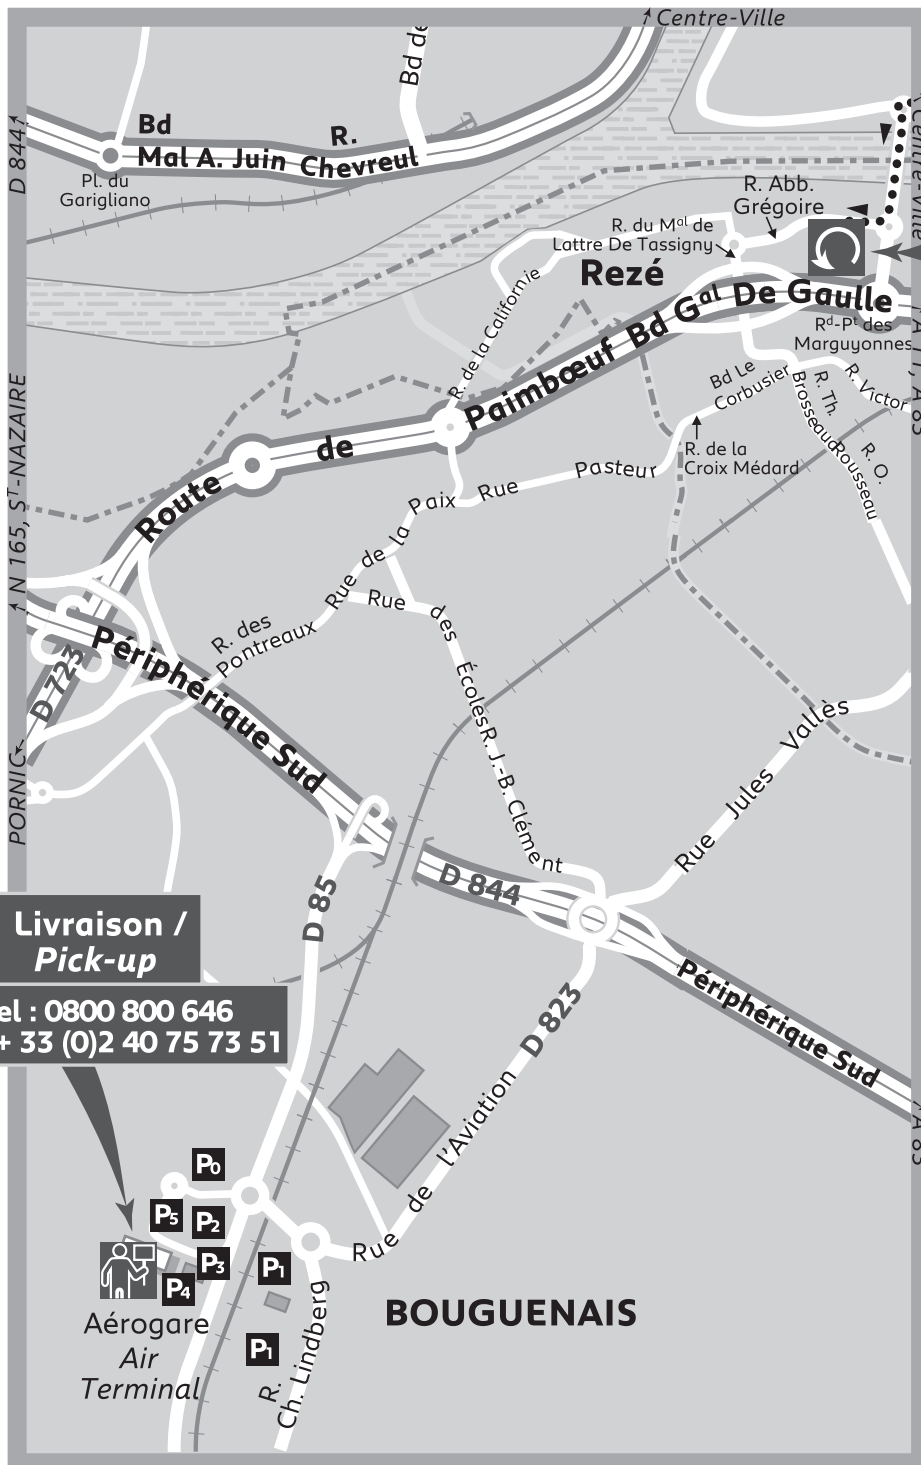 ↑ Centre-Ville
Bd de
D 844 ↑
Bd
R.
Mal A. Juin Chevreul
Pl. du
Garigliano
Centre-Ville
R. Abb.
Grégoire
R. du Mal de
Lattre De Tassigny
Rezé
R. de la Californie
Route de Paimbœuf Bd Gal De Gaulle
Rd-Pt des
Marguyonnes
A 83
Bd Le
Corbusier
R. Th.
Brosseaud
R. Victor
R. O.
Rousseau
R. de la
Croix Médard
Rue Pasteur
↑ N 165, ST-NAZAIRE
Rue de la Paix
R. des
Pontreaux
Rue des Écoles
R. J.-B. Clément
Périphérique Sud
D 723
PORNIC ←
Rue Jules Vallès
D 844
D 85
Livraison /
Pick-up
el : 0800 800 646
+ 33 (0)2 40 75 73 51
D 823
Périphérique Sud
A 83
Rue de l'Aviation
P0
P5
P2
P3
P1
P4
Aérogare
Air
Terminal
BOUGUENAIS
P1
R.
Ch. Lindberg